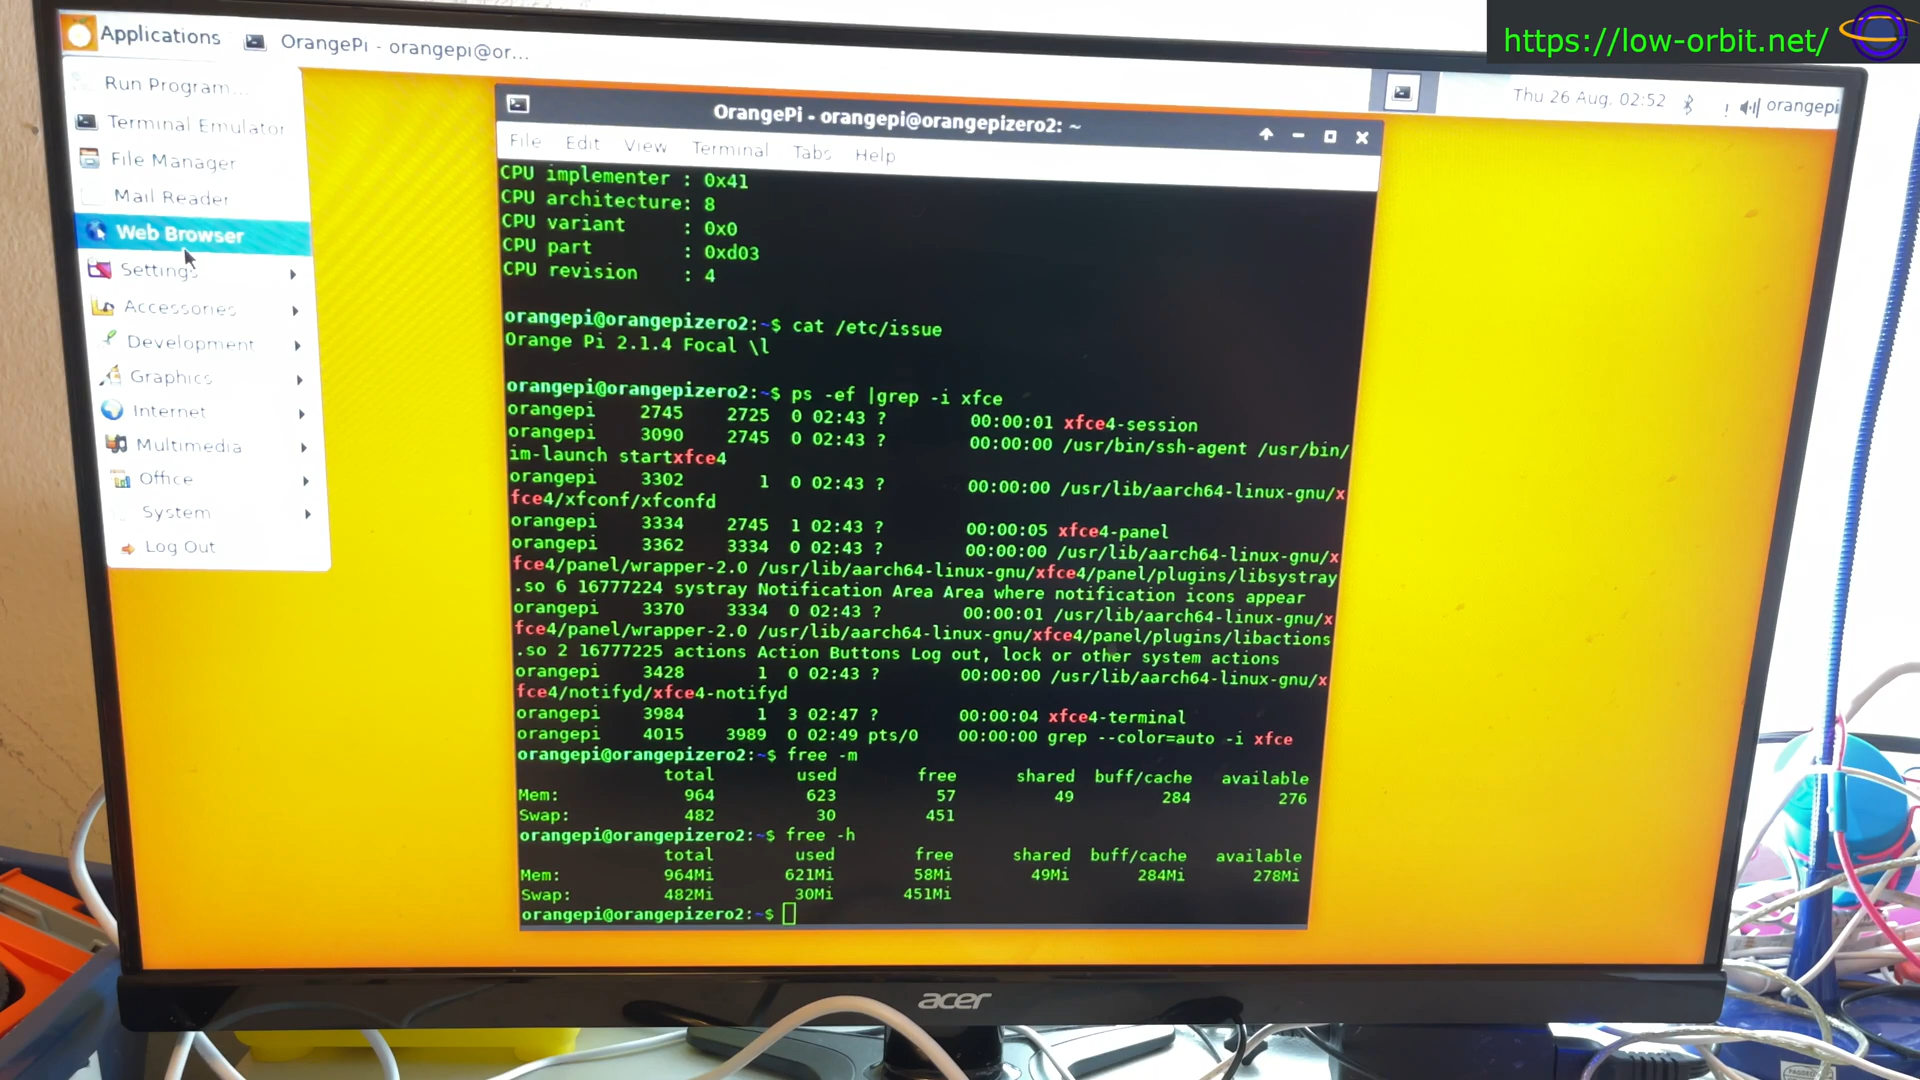 https://low-orbit.net/
Applications
OrangePi - orangepi@or...
Thu 26 Aug, 02:52
orangepi
Run Program...
Terminal Emulator
File Manager
Mail Reader
Web Browser
Settings
Accessories
Development
Graphics
Internet
Multimedia
Office
System
Log Out
OrangePi - orangepi@orangepizero2: ~
File Edit View Terminal Tabs Help
CPU implementer : 0x41
CPU architecture: 8
CPU variant : 0x0
CPU part : 0xd03
CPU revision : 4
orangepi@orangepizero2:~$ cat /etc/issue
Orange Pi 2.1.4 Focal \l
orangepi@orangepizero2:~$ ps -ef |grep -i xfce
orangepi 2745 2725 0 02:43 ? 00:00:01 xfce4-session
orangepi 3090 2745 0 02:43 ? 00:00:00 /usr/bin/ssh-agent /usr/bin/
im-launch startxfce4
orangepi 3302 1 0 02:43 ? 00:00:00 /usr/lib/aarch64-linux-gnu/x
fce4/xfconf/xfconfd
orangepi 3334 2745 1 02:43 ? 00:00:05 xfce4-panel
orangepi 3362 3334 0 02:43 ? 00:00:00 /usr/lib/aarch64-linux-gnu/x
fce4/panel/wrapper-2.0 /usr/lib/aarch64-linux-gnu/xfce4/panel/plugins/libsystray
.so 6 16777224 systray Notification Area Area where notification icons appear
orangepi 3370 3334 0 02:43 ? 00:00:01 /usr/lib/aarch64-linux-gnu/x
fce4/panel/wrapper-2.0 /usr/lib/aarch64-linux-gnu/xfce4/panel/plugins/libactions
.so 2 16777225 actions Action Buttons Log out, lock or other system actions
orangepi 3428 1 0 02:43 ? 00:00:00 /usr/lib/aarch64-linux-gnu/x
fce4/notifyd/xfce4-notifyd
orangepi 3984 1 3 02:47 ? 00:00:04 xfce4-terminal
orangepi 4015 3989 0 02:49 pts/0 00:00:00 grep --color=auto -i xfce
orangepi@orangepizero2:~$ free -m
total used free shared buff/cache available
Mem: 964 623 57 49 284 276
Swap: 482 30 451
orangepi@orangepizero2:~$ free -h
total used free shared buff/cache available
Mem: 964Mi 621Mi 58Mi 49Mi 284Mi 278Mi
Swap: 482Mi 30Mi 451Mi
orangepi@orangepizero2:~$
acer